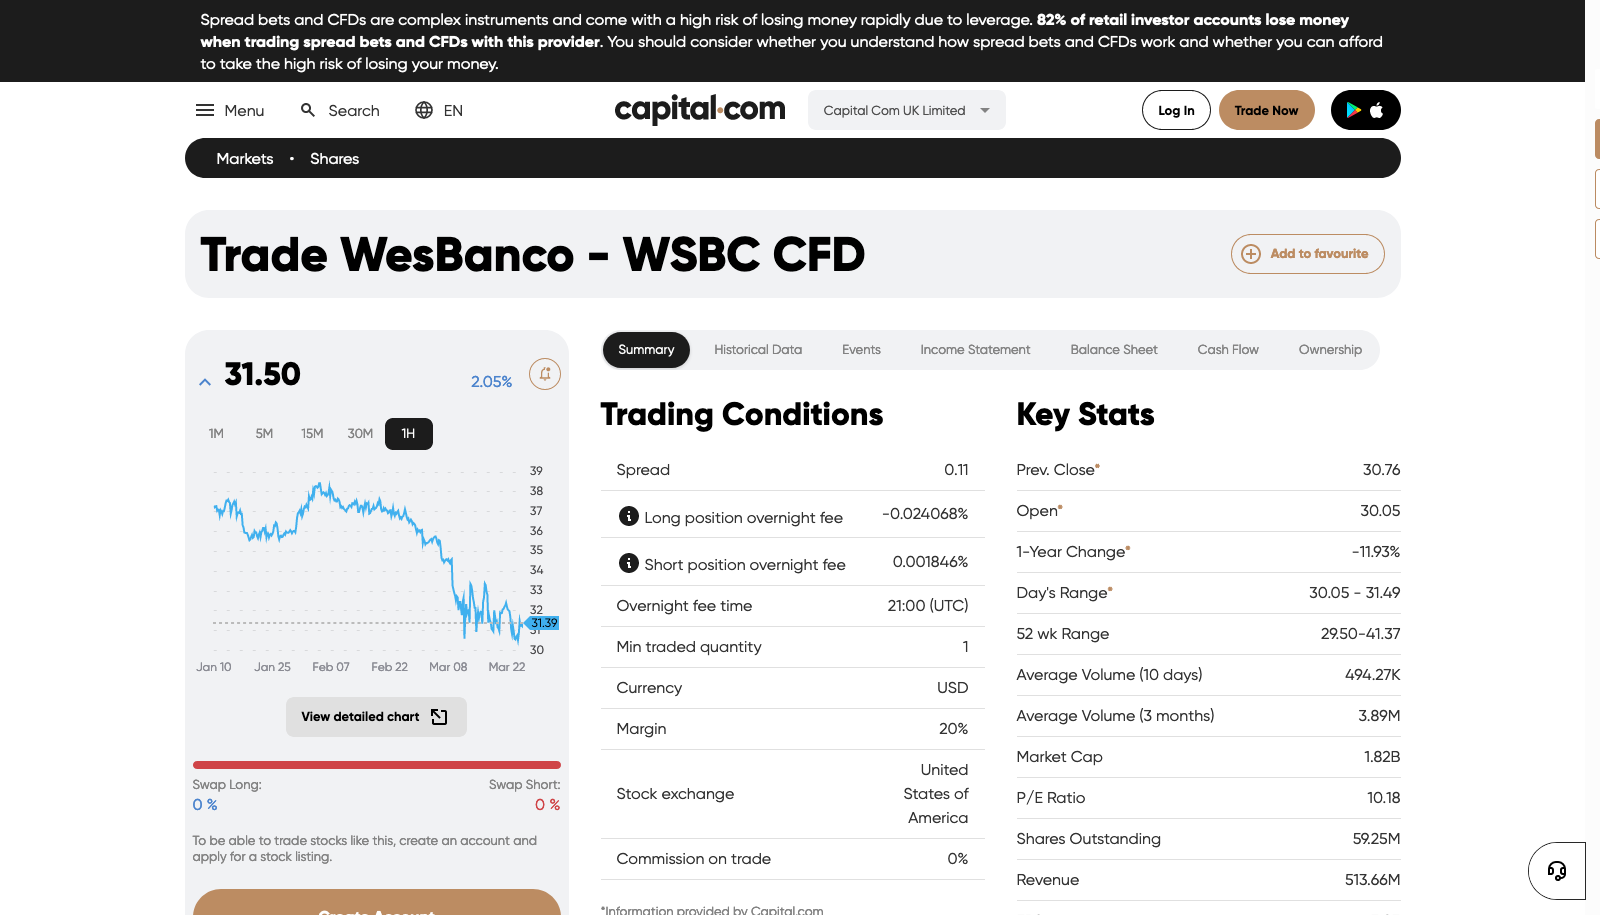 Spread bets and CFDs are complex instruments and come with a high risk of losing money rapidly due to leverage. 82% of retail investor accounts lose money
when trading spread bets and CFDs with this provider. You should consider whether you understand how spread bets and CFDs work and whether you can afford
to take the high risk of losing your money.
Menu Search EN capital.com Capital Com UK Limited Log In Trade Now
Markets • Shares
Trade WesBanco - WSBC CFD
Add to favourite
31.50 2.05%
1M 5M 15M 30M 1H
39
38
37
36
35
34
33
32
31.39
31
30
Jan 10 Jan 25 Feb 07 Feb 22 Mar 08 Mar 22
View detailed chart
Swap Long: Swap Short:
0 % 0 %
To be able to trade stocks like this, create an account and
apply for a stock listing.
Create Account
Summary Historical Data Events Income Statement Balance Sheet Cash Flow Ownership
Trading Conditions
Spread 0.11
Long position overnight fee -0.024068%
Short position overnight fee 0.001846%
Overnight fee time 21:00 (UTC)
Min traded quantity 1
Currency USD
Margin 20%
Stock exchange United
States of
America
Commission on trade 0%
*Information provided by Capital.com
Key Stats
Prev. Close* 30.76
Open* 30.05
1-Year Change* -11.93%
Day's Range* 30.05 - 31.49
52 wk Range 29.50-41.37
Average Volume (10 days) 494.27K
Average Volume (3 months) 3.89M
Market Cap 1.82B
P/E Ratio 10.18
Shares Outstanding 59.25M
Revenue 513.66M